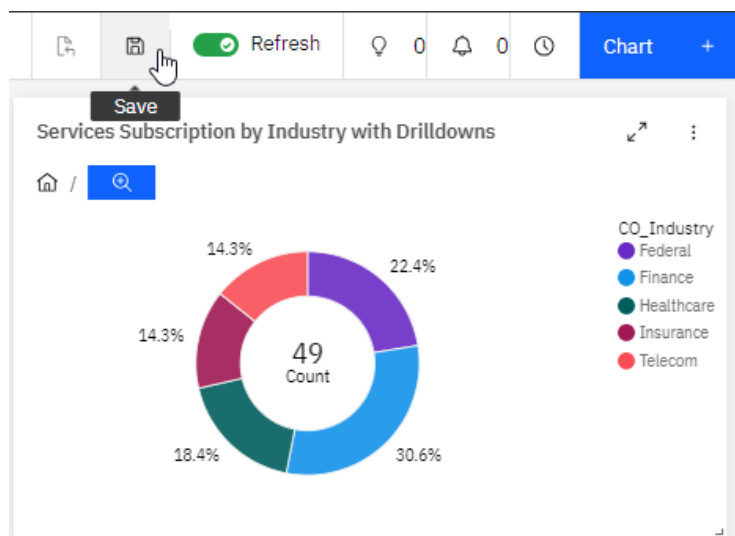 Refresh 0 0 Chart +
Save
Services Subscription by Industry with Drilldowns
/
CO_Industry
Federal
Finance
Healthcare
Insurance
Telecom
14.3%
22.4%
14.3%
49
Count
18.4%
30.6%